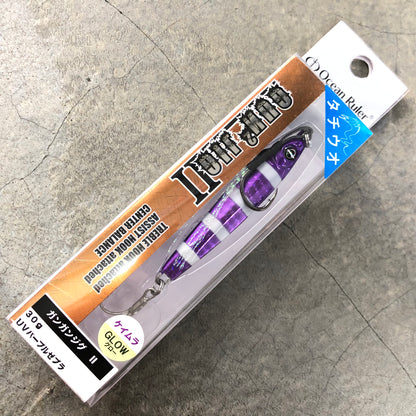 Ocean Ruler
タチウオ
GUN²JIG II
TREBLE HOOK attached
ASSIST HOOK attached
CENTER BALANCE
ガンガンジグ II
30g
UVパープルゼブラ
ケイムラ
GLOW
グロー